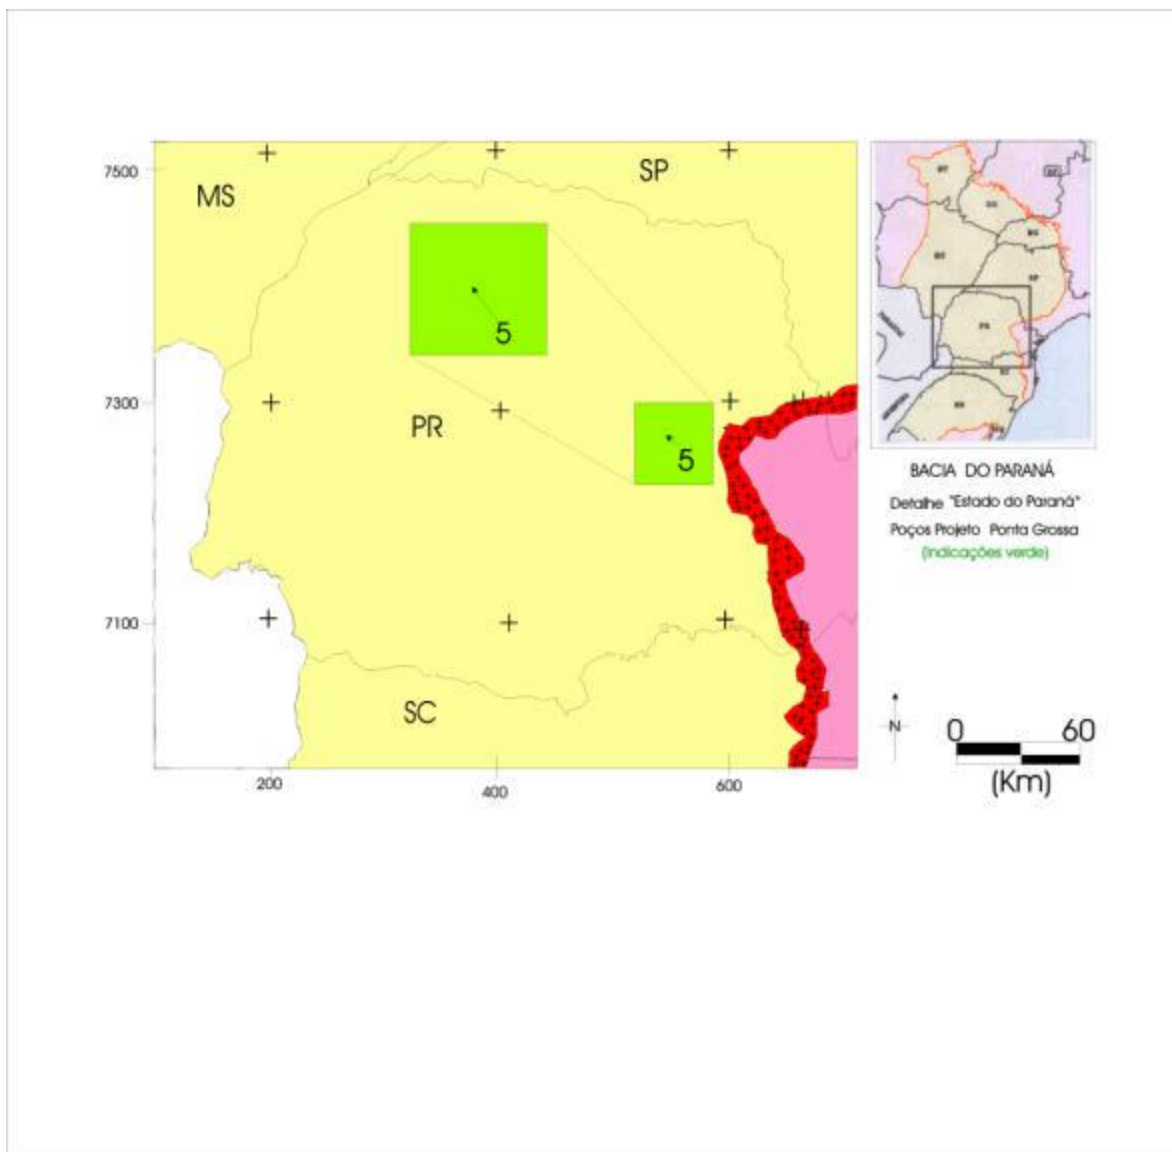 7500
MS
SP
5
7300
PR
5
7100
SC
200
400
600
PR
BACIA DO PARANÁ
Detalhe "Estado do Paraná"
Poços Projeto Ponta Grossa
(Indicações verde)
N
0 60
(Km)